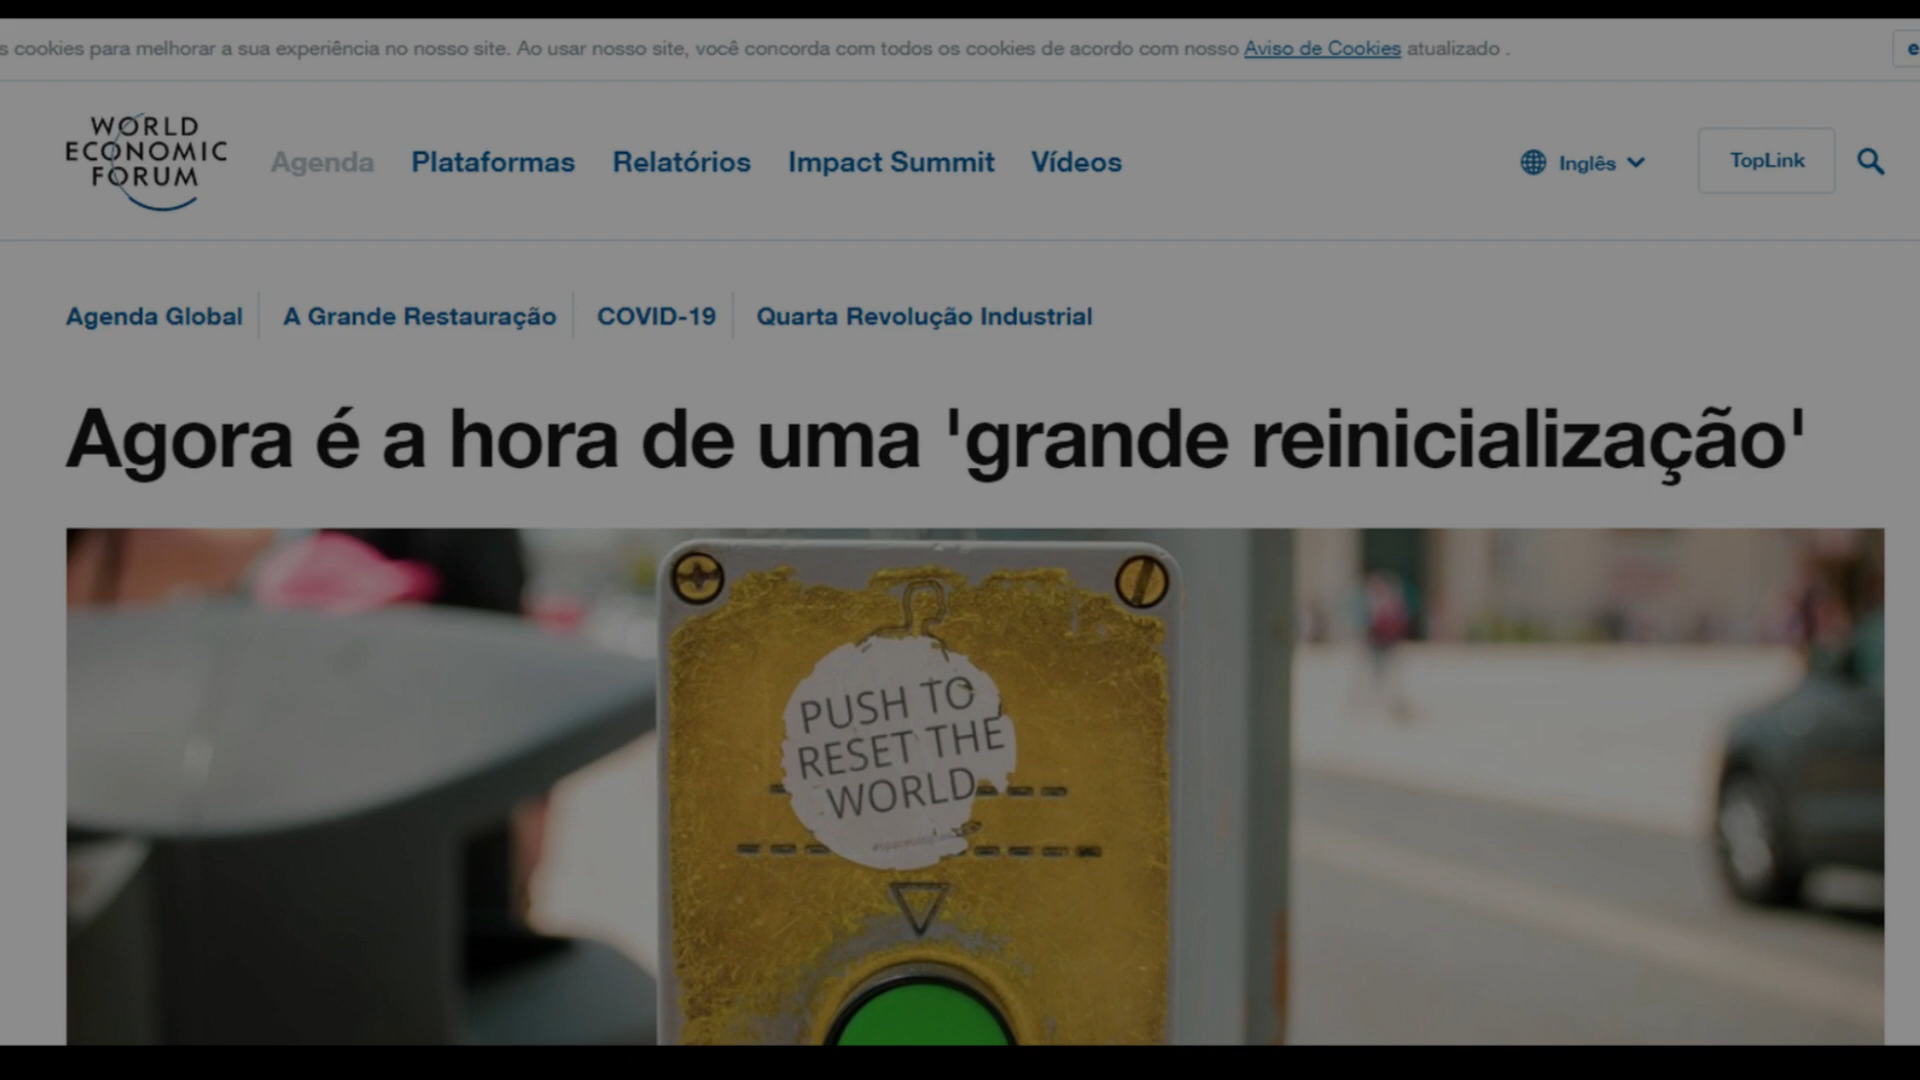 s cookies para melhorar a sua experiência no nosso site. Ao usar nosso site, você concorda com todos os cookies de acordo com nosso Aviso de Cookies atualizado .
WORLD
ECONOMIC
FORUM
Agenda
Plataformas
Relatórios
Impact Summit
Vídeos
Inglês
TopLink
Agenda Global
A Grande Restauração
COVID-19
Quarta Revolução Industrial
Agora é a hora de uma 'grande reinicialização'
PUSH TO
RESET THE
WORLD